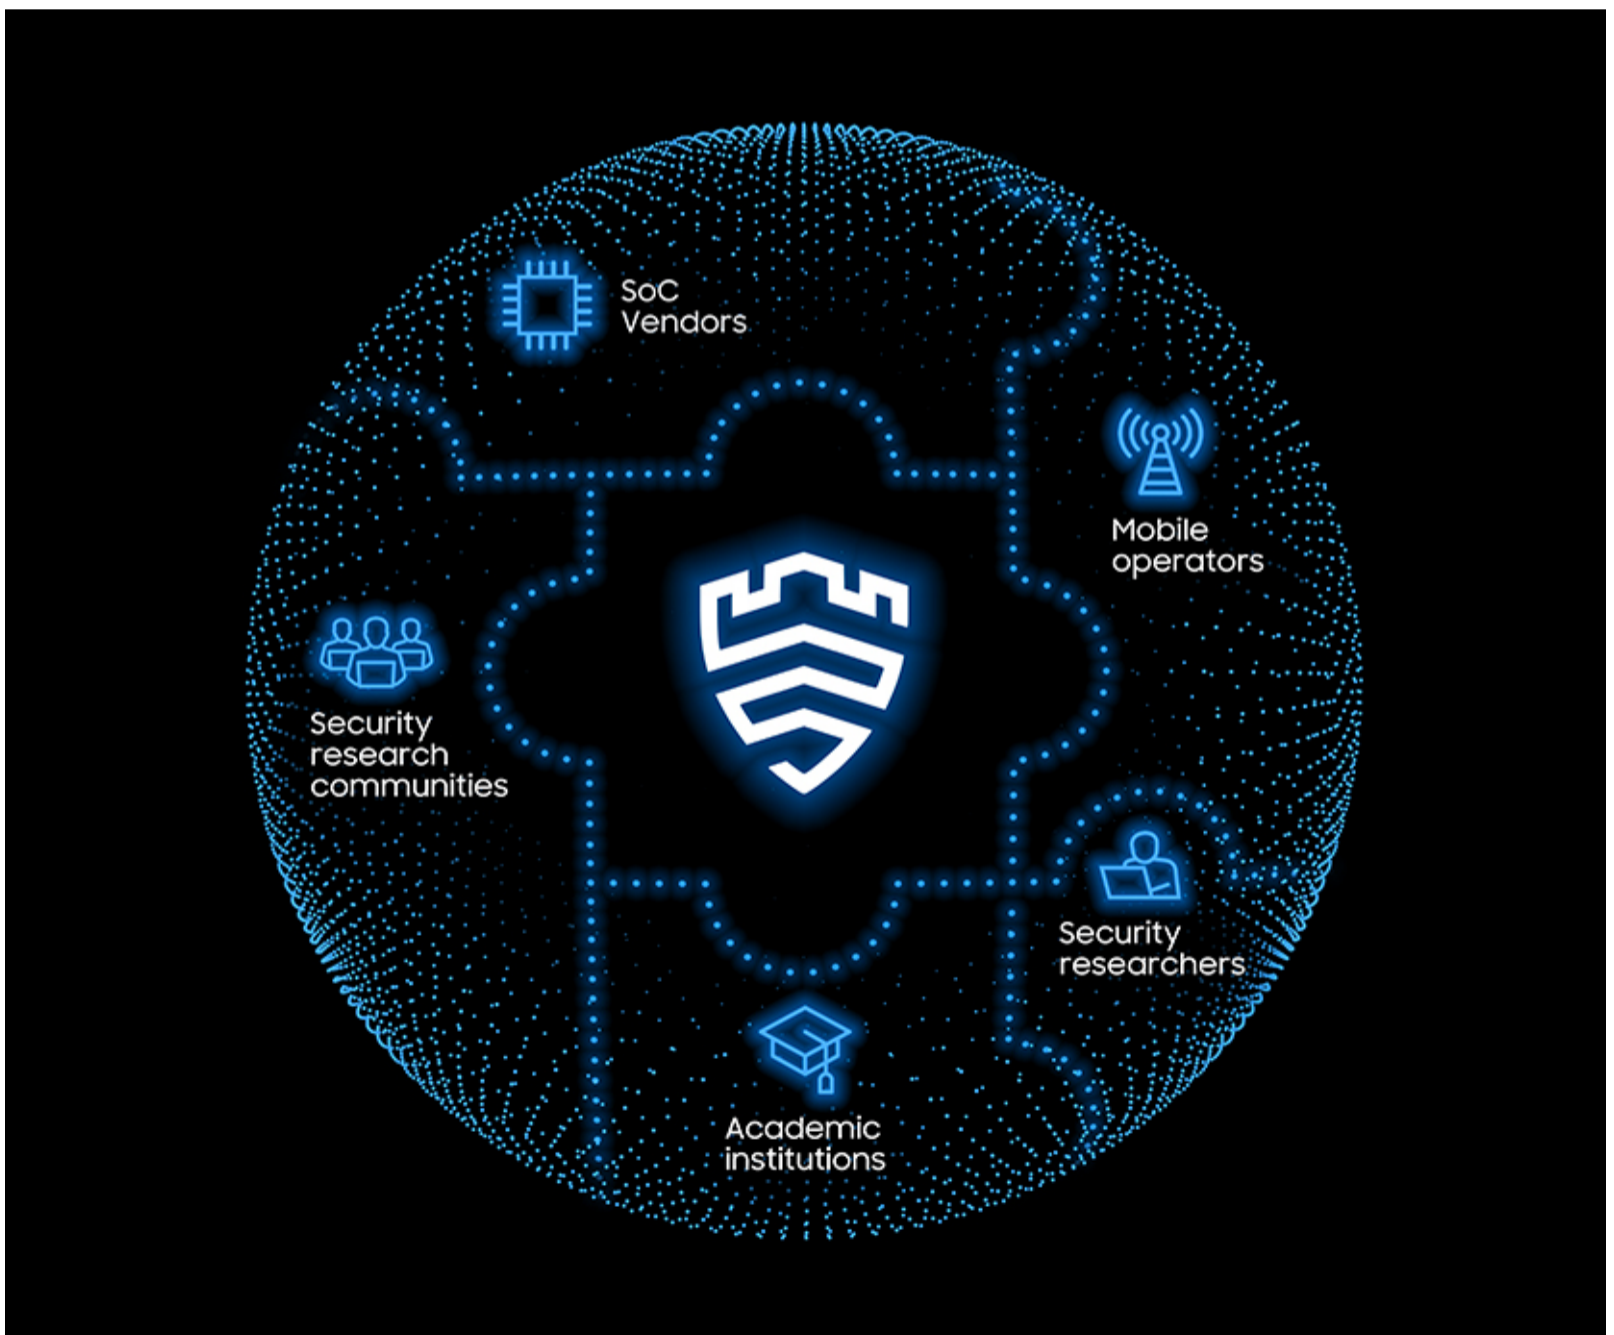 SoC
Vendors
Mobile
operators
Security
research
communities
Security
researchers
Academic
institutions